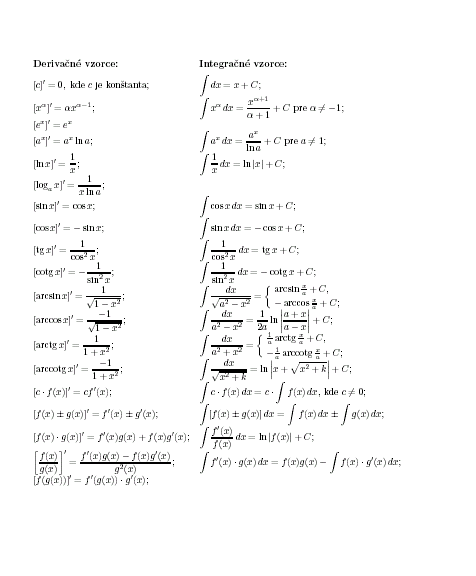 Derivačné vzorce: Integračné vzorce:
[c]′ = 0, kde c je konštanta; ∫ dx = x + C;
[x^α]′ = αx^{α−1}; ∫ x^α dx = x^{α+1}/(α+1) + C pre α ≠ −1;
[e^x]′ = e^x
[a^x]′ = a^x ln a; ∫ a^x dx = a^x/ln a + C pre a ≠ 1;
[ln x]′ = 1/x; ∫ 1/x dx = ln |x| + C;
[log_a x]′ = 1/(x ln a);
[sin x]′ = cos x; ∫ cos x dx = sin x + C;
[cos x]′ = − sin x; ∫ sin x dx = − cos x + C;
[tg x]′ = 1/cos² x; ∫ 1/cos² x dx = tg x + C;
[cotg x]′ = −1/sin² x; ∫ 1/sin² x dx = − cotg x + C;
[arcsin x]′ = 1/√(1−x²); ∫ dx/√(a²−x²) = { arcsin x/a + C, − arccos x/a + C;
[arccos x]′ = −1/√(1−x²); ∫ dx/(a²−x²) = 1/2a ln |(a+x)/(a−x)| + C;
[arctg x]′ = 1/(1+x²); ∫ dx/(a²+x²) = { 1/a arctg x/a + C, −1/a arccotg x/a + C;
[arccotg x]′ = −1/(1+x²); ∫ dx/√(x²+k) = ln |x + √(x²+k)| + C;
[c · f(x)]′ = cf′(x); ∫ c · f(x) dx = c · ∫ f(x) dx, kde c ≠ 0;
[f(x) ± g(x)]′ = f′(x) ± g′(x); ∫ [f(x) ± g(x)] dx = ∫ f(x) dx ± ∫ g(x) dx;
[f(x) · g(x)]′ = f′(x)g(x) + f(x)g′(x); ∫ f′(x)/f(x) dx = ln |f(x)| + C;
[f(x)/g(x)]′ = (f′(x)g(x) − f(x)g′(x))/g²(x); ∫ f′(x) · g(x) dx = f(x)g(x) − ∫ f(x) · g′(x) dx;
[f(g(x))]′ = f′(g(x)) · g′(x);